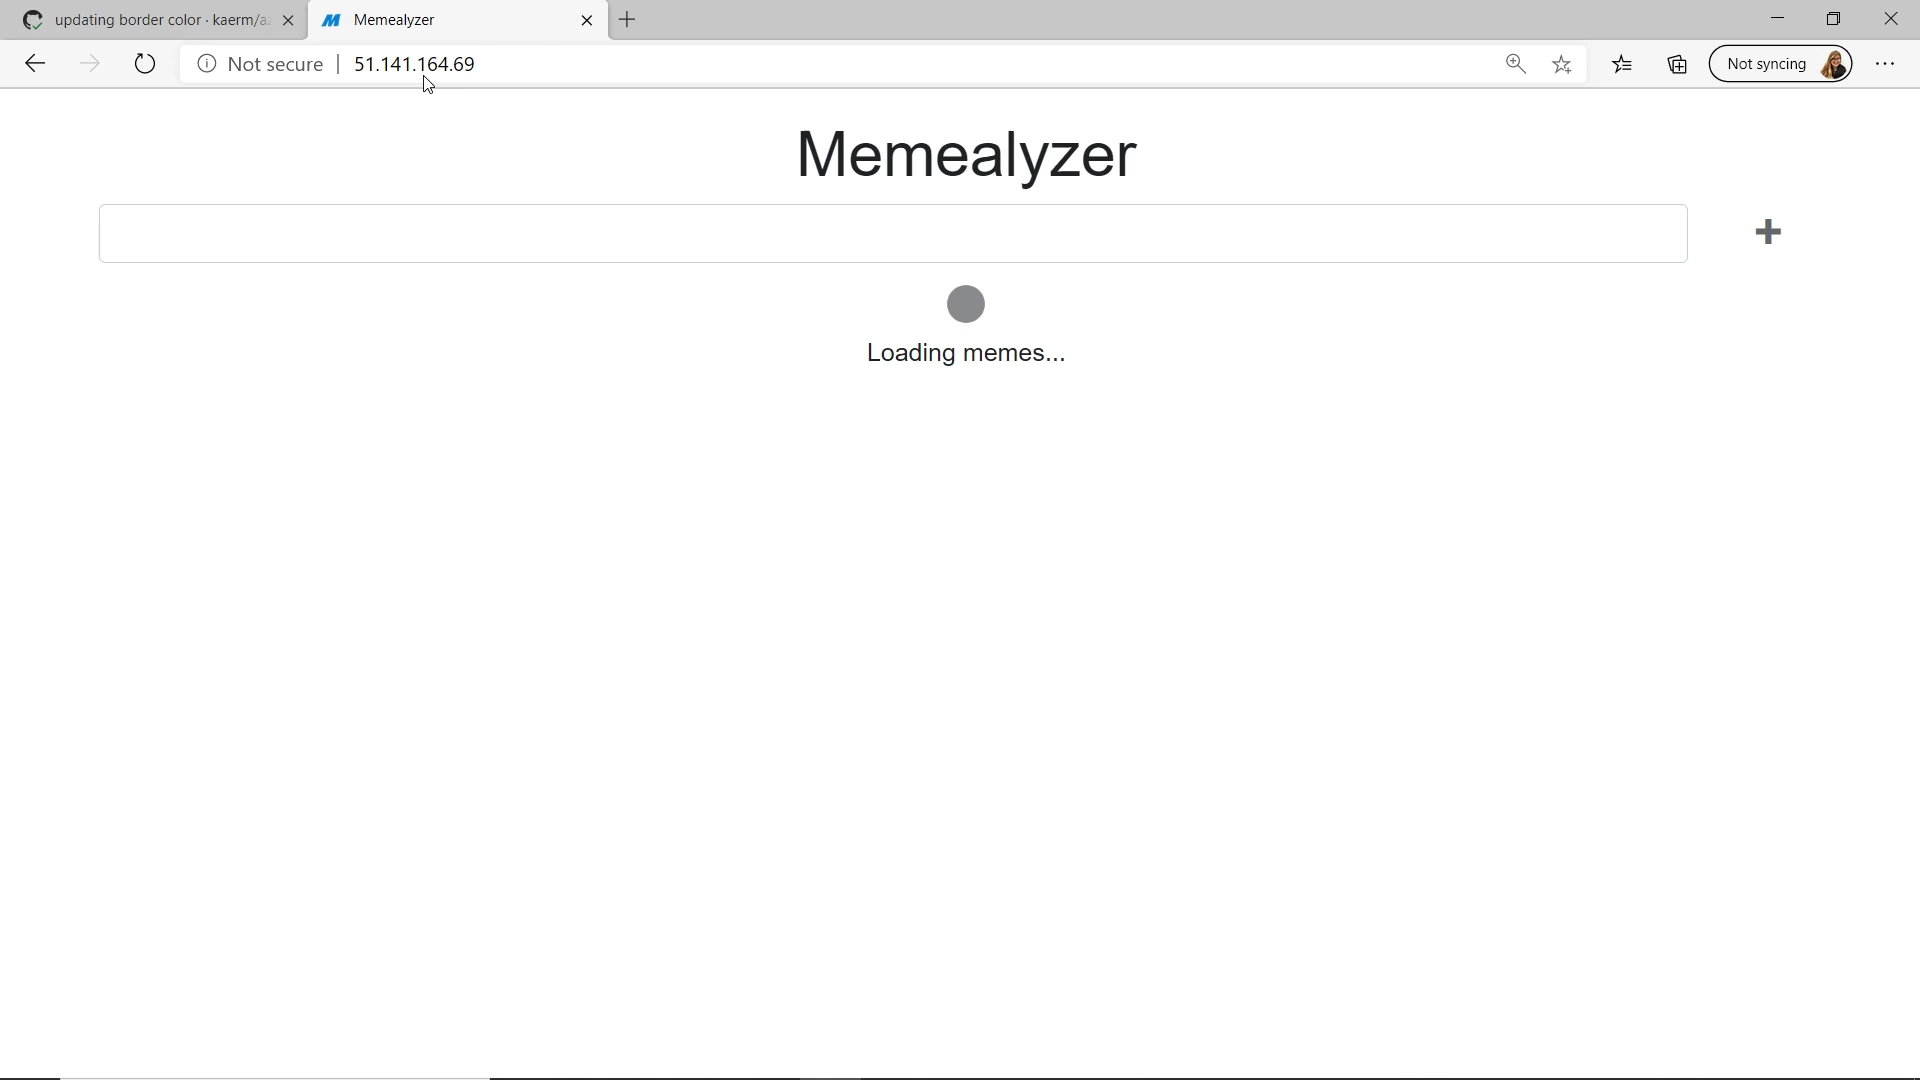 updating border color · kaerm/a
Memealyzer
Not secure
51.141.164.69
Not syncing
Memealyzer
Loading memes...